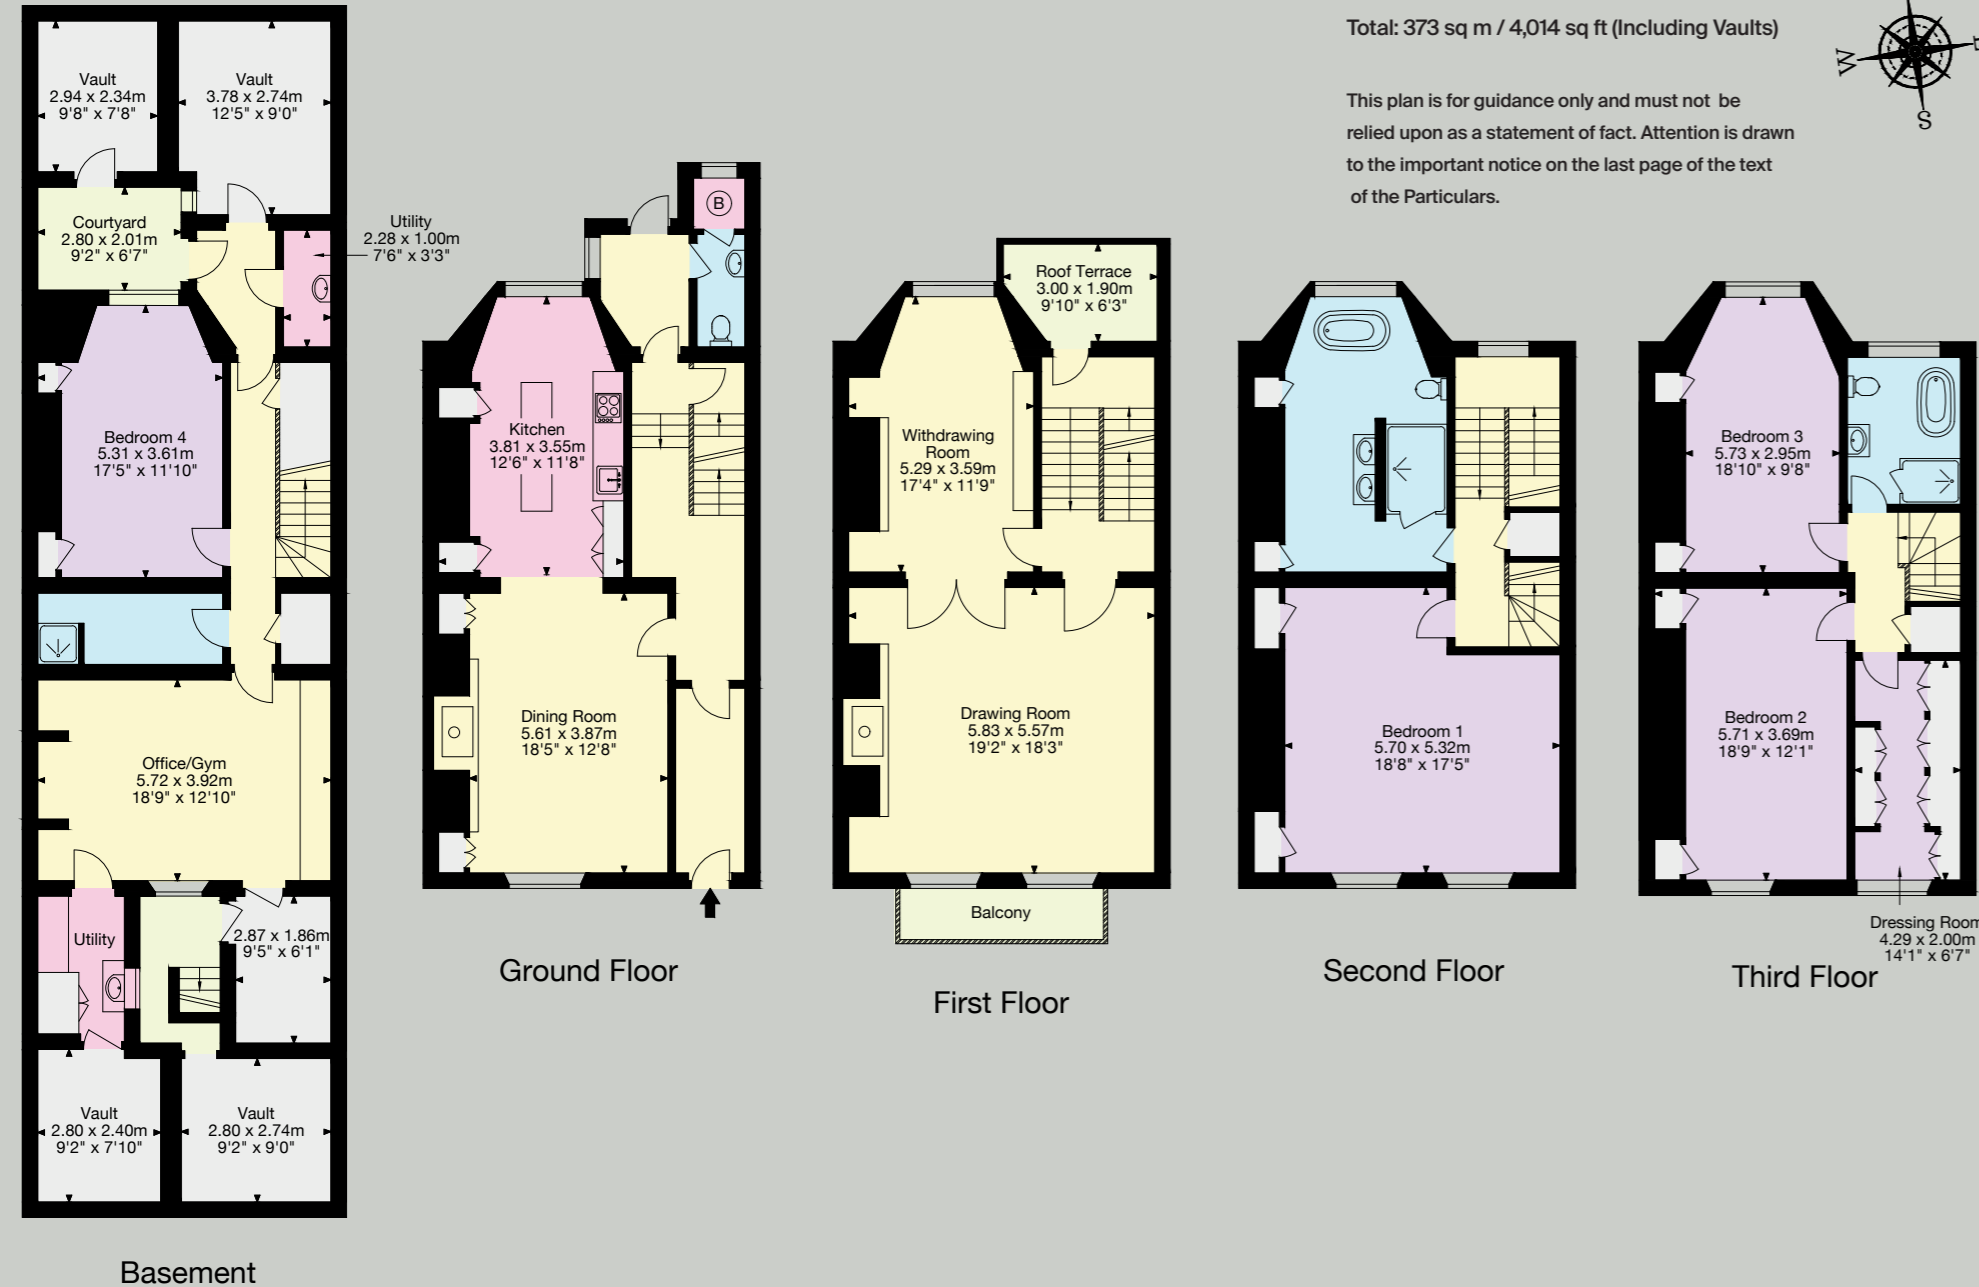 Total: 373 sq m / 4,014 sq ft (Including Vaults)
This plan is for guidance only and must not be
relied upon as a statement of fact. Attention is drawn
to the important notice on the last page of the text
of the Particulars.
W
S
Vault
2.94 x 2.34m
9'8" x 7'8"
Vault
3.78 x 2.74m
12'5" x 9'0"
Courtyard
2.80 x 2.01m
9'2" x 6'7"
Utility
2.28 x 1.00m
7'6" x 3'3"
Bedroom 4
5.31 x 3.61m
17'5" x 11'10"
Office/Gym
5.72 x 3.92m
18'9" x 12'10"
Utility
2.87 x 1.86m
9'5" x 6'1"
Vault
2.80 x 2.40m
9'2" x 7'10"
Vault
2.80 x 2.74m
9'2" x 9'0"
Basement
B
Kitchen
3.81 x 3.55m
12'6" x 11'8"
Dining Room
5.61 x 3.87m
18'5" x 12'8"
Ground Floor
Roof Terrace
3.00 x 1.90m
9'10" x 6'3"
Withdrawing
Room
5.29 x 3.59m
17'4" x 11'9"
Drawing Room
5.83 x 5.57m
19'2" x 18'3"
Balcony
First Floor
Bedroom 1
5.70 x 5.32m
18'8" x 17'5"
Second Floor
Bedroom 3
5.73 x 2.95m
18'10" x 9'8"
Bedroom 2
5.71 x 3.69m
18'9" x 12'1"
Dressing Room
4.29 x 2.00m
14'1" x 6'7"
Third Floor